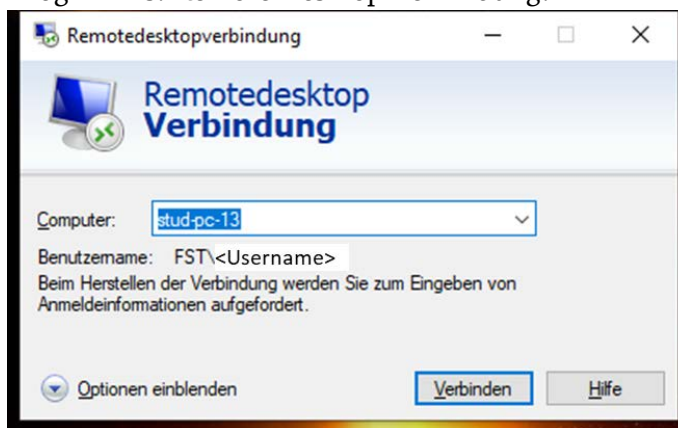 Remotedesktopverbindung
Remotedesktop
Verbindung
Computer: stud-pc-13
Benutzername: FST\<Username>
Beim Herstellen der Verbindung werden Sie zum Eingeben von
Anmeldeinformationen aufgefordert.
Optionen einblenden Verbinden Hilfe